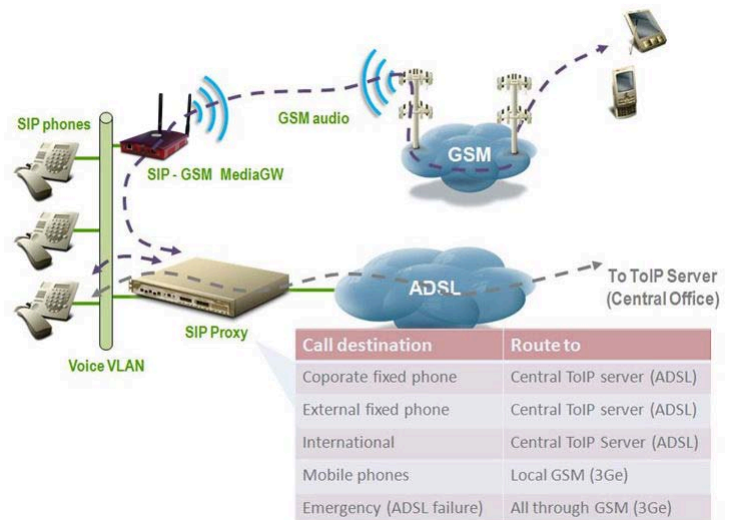 SIP phones
GSM audio
SIP - GSM MediaGW
GSM
ADSL
To ToIP Server
(Central Office)
SIP Proxy
Voice VLAN
Call destination Route to
Coporate fixed phone Central ToIP server (ADSL)
External fixed phone Central ToIP server (ADSL)
International Central ToIP Server (ADSL)
Mobile phones Local GSM (3Ge)
Emergency (ADSL failure) All through GSM (3Ge)